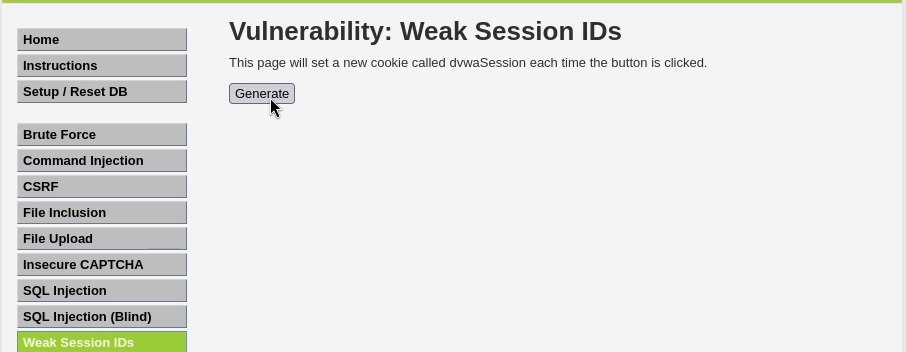 Home
Instructions
Setup / Reset DB
Brute Force
Command Injection
CSRF
File Inclusion
File Upload
Insecure CAPTCHA
SQL Injection
SQL Injection (Blind)
Weak Session IDs
Vulnerability: Weak Session IDs
This page will set a new cookie called dvwaSession each time the button is clicked.
Generate